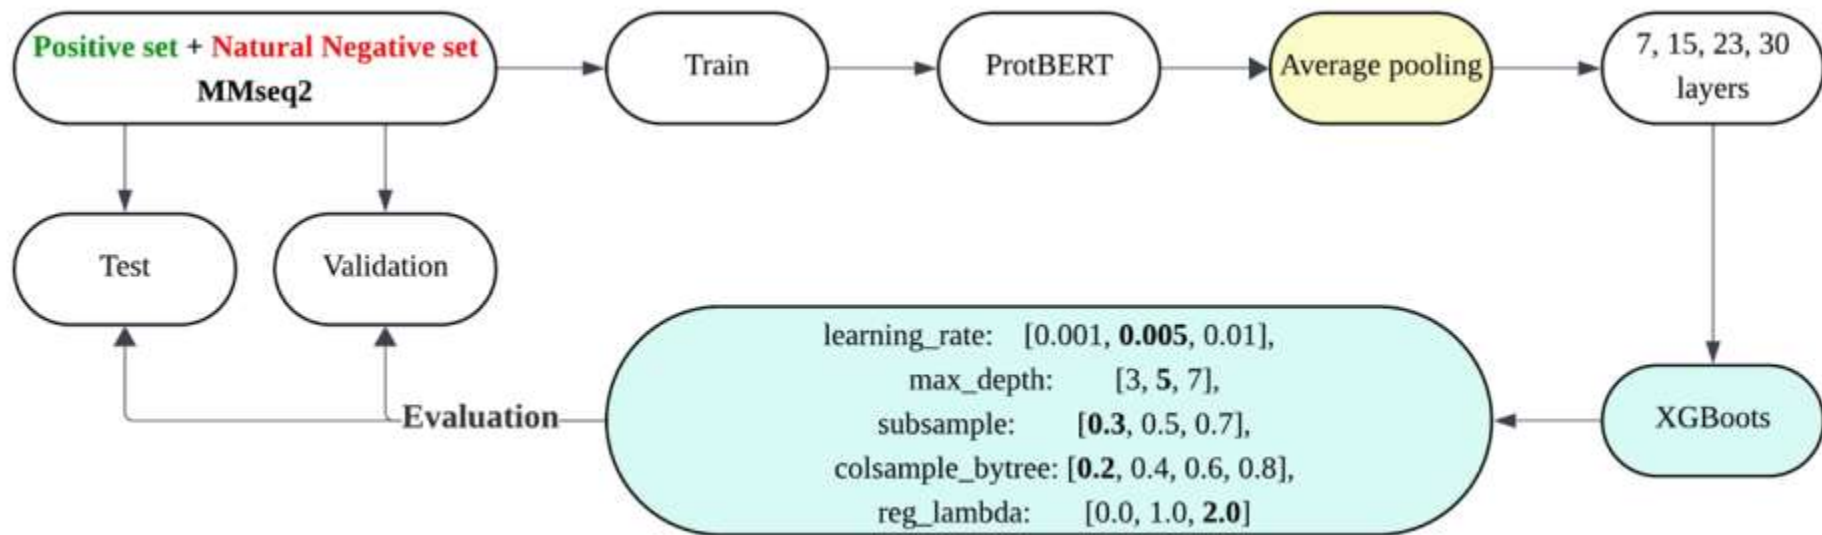 Positive set + Natural Negative set
MMseq2
Train
ProtBERT
Average pooling
7, 15, 23, 30
layers
Test
Validation
learning_rate: [0.001, 0.005, 0.01],
max_depth: [3, 5, 7],
subsample: [0.3, 0.5, 0.7],
colsample_bytree: [0.2, 0.4, 0.6, 0.8],
reg_lambda: [0.0, 1.0, 2.0]
Evaluation
XGBoots